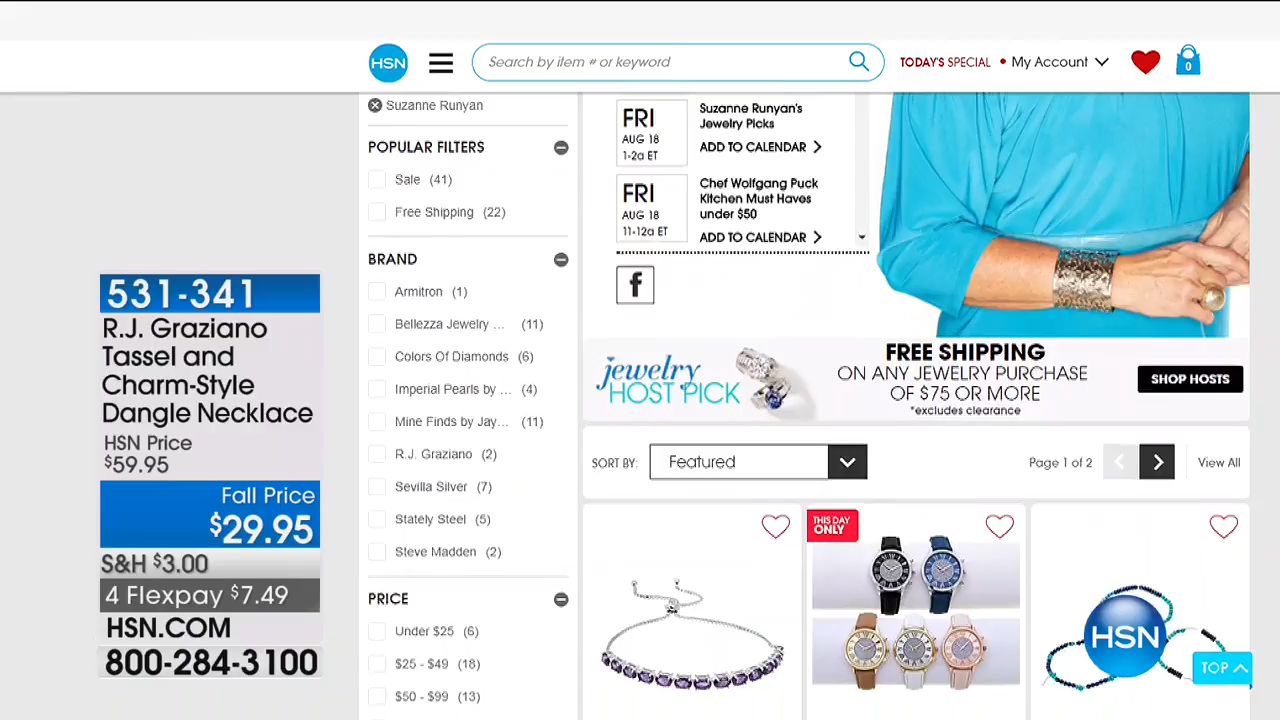 HSN
Search by item # or keyword
TODAY'S SPECIAL
My Account
0
Suzanne Runyan
POPULAR FILTERS
Sale (41)
Free Shipping (22)
BRAND
Armitron (1)
Bellezza Jewelry ... (11)
Colors Of Diamonds (6)
Imperial Pearls by ... (4)
Mine Finds by Jay... (11)
R.J. Graziano (2)
Sevilla Silver (7)
Stately Steel (5)
Steve Madden (2)
PRICE
Under $25 (6)
$25 - $49 (18)
$50 - $99 (13)
FRI
AUG 18
1-2a ET
Suzanne Runyan's
Jewelry Picks
ADD TO CALENDAR
FRI
AUG 18
11-12a ET
Chef Wolfgang Puck
Kitchen Must Haves
under $50
ADD TO CALENDAR
f
jewelry
HOST PICK
FREE SHIPPING
ON ANY JEWELRY PURCHASE
OF $75 OR MORE
*excludes clearance
SHOP HOSTS
SORT BY:
Featured
Page 1 of 2
View All
THIS DAY
ONLY
HSN
TOP
531-341
R.J. Graziano
Tassel and
Charm-Style
Dangle Necklace
HSN Price
$59.95
Fall Price
$29.95
S&H $3.00
4 Flexpay $7.49
HSN.COM
800-284-3100